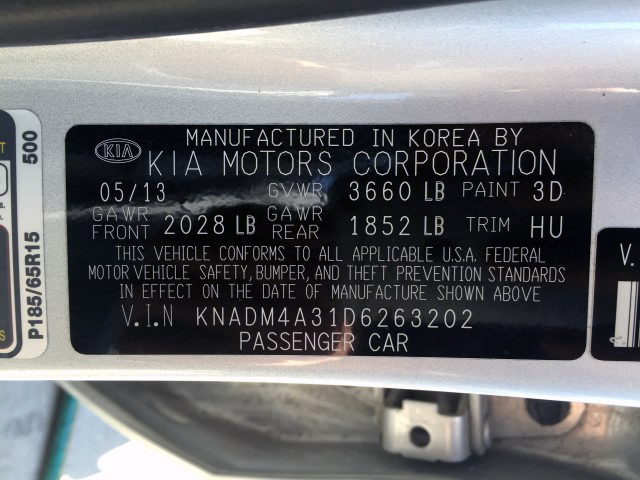 MANUFACTURED IN KOREA BY
KIA KIA MOTORS CORPORATION
05/13 GVWR 3660 LB PAINT 3D
GAWR FRONT 2028 LB GAWR REAR 1852 LB TRIM HU
THIS VEHICLE CONFORMS TO ALL APPLICABLE U.S.A. FEDERAL
MOTOR VEHICLE SAFETY, BUMPER, AND THEFT PREVENTION STANDARDS
IN EFFECT ON THE DATE OF MANUFACTURE SHOWN ABOVE
V.I.N KNADM4A31D6263202
PASSENGER CAR
P185/65R15 500
V.